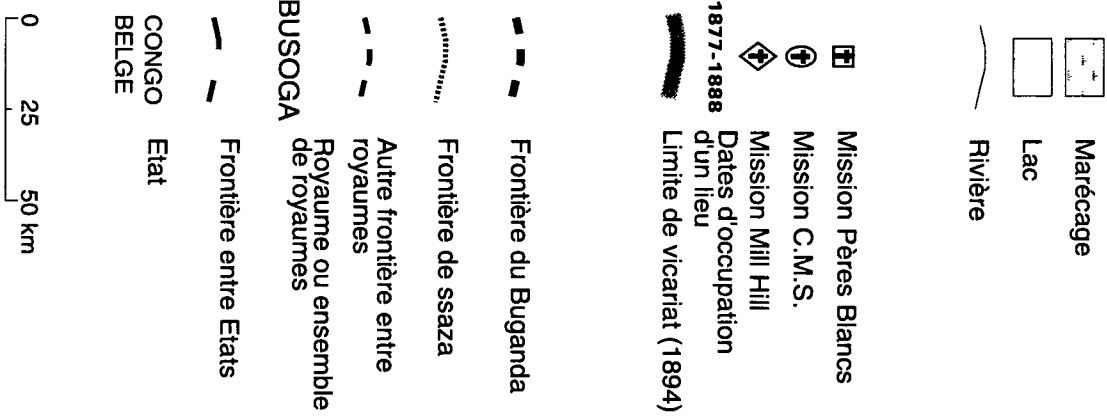 Marécage
Lac
Rivière
Mission Pères Blancs
Mission C.M.S.
Mission Mill Hill
1877-1888 Dates d'occupation
d'un lieu
Limite de vicariat (1894)
Frontière du Buganda
Frontière de ssaza
Autre frontière entre
royaumes
BUSOGA Royaume ou ensemble
de royaumes
Frontière entre Etats
CONGO
BELGE Etat
0 25 50 km